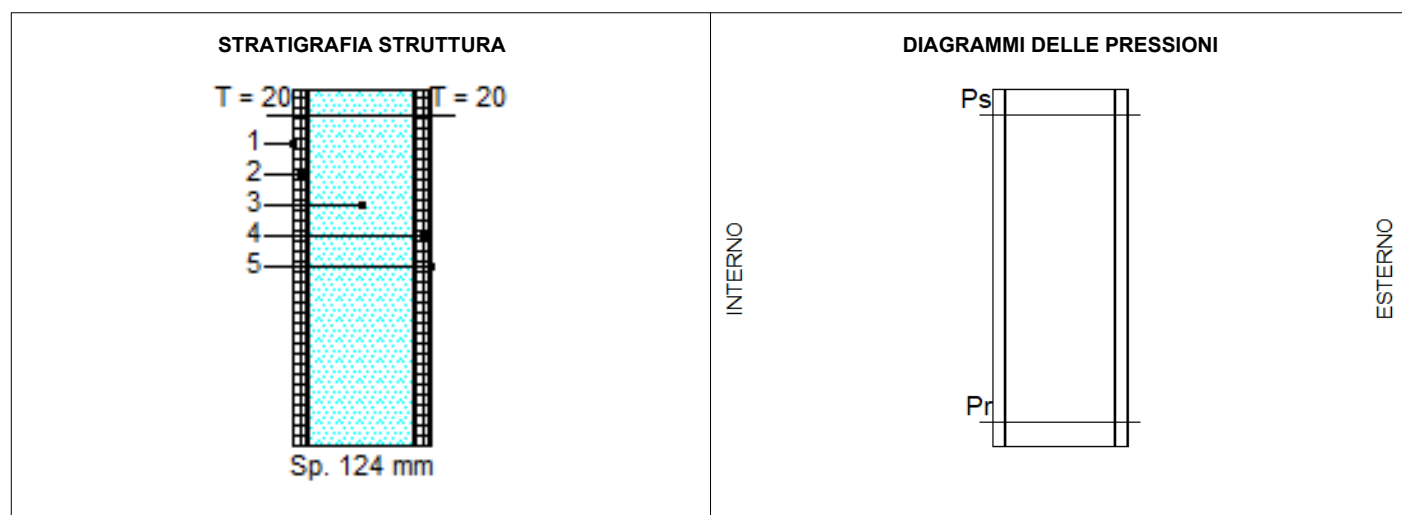 STRATIGRAFIA STRUTTURA
T = 20 T = 20
1
2
3
4
5
Sp. 124 mm
DIAGRAMMI DELLE PRESSIONI
Ps
Pr
INTERNO
ESTERNO